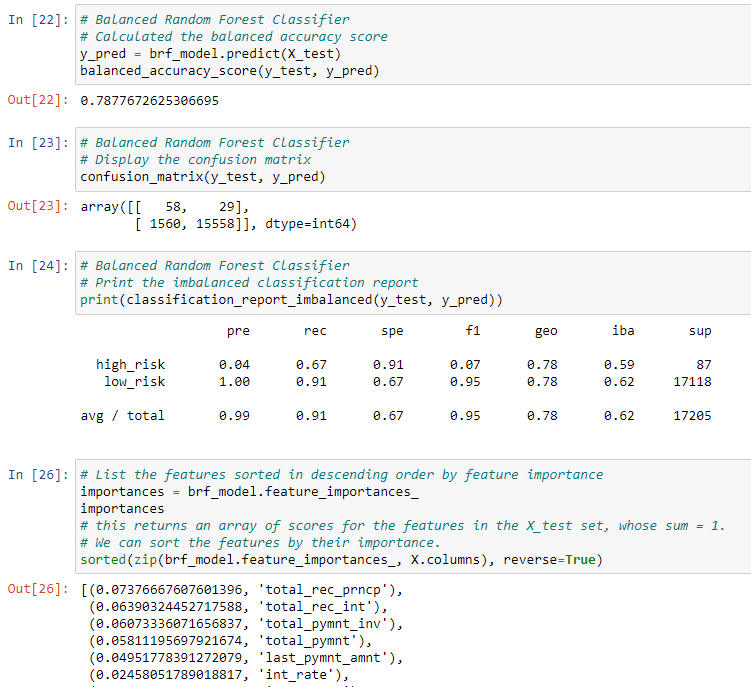 In [22]: # Balanced Random Forest Classifier
# Calculated the balanced accuracy score
y_pred = brf_model.predict(X_test)
balanced_accuracy_score(y_test, y_pred)
Out[22]: 0.7877672625306695
In [23]: # Balanced Random Forest Classifier
# Display the confusion matrix
confusion_matrix(y_test, y_pred)
Out[23]: array([[   58,    29],
       [ 1560, 15558]], dtype=int64)
In [24]: # Balanced Random Forest Classifier
# Print the imbalanced classification report
print(classification_report_imbalanced(y_test, y_pred))
pre rec spe f1 geo iba sup
high_risk 0.04 0.67 0.91 0.07 0.78 0.59 87
low_risk 1.00 0.91 0.67 0.95 0.78 0.62 17118
avg / total 0.99 0.91 0.67 0.95 0.78 0.62 17205
In [26]: # List the features sorted in descending order by feature importance
importances = brf_model.feature_importances_
importances
# this returns an array of scores for the features in the X_test set, whose sum = 1.
# We can sort the features by their importance.
sorted(zip(brf_model.feature_importances_, X.columns), reverse=True)
Out[26]: [(0.07376667607601396, 'total_rec_prncp'),
(0.06390324452717588, 'total_rec_int'),
(0.06073336071656837, 'total_pymnt_inv'),
(0.05811195697921674, 'total_pymnt'),
(0.04951778391272079, 'last_pymnt_amnt'),
(0.02458051789018817, 'int_rate'),